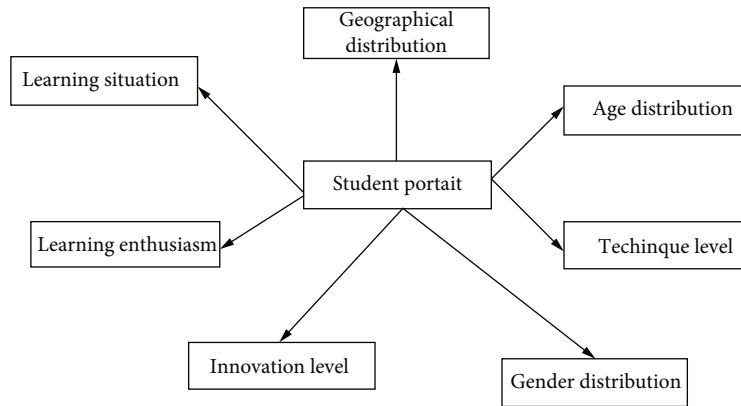 Geographical
distribution
Learning situation
Age distribution
Student portait
Learning enthusiasm
Techinque level
Innovation level
Gender distribution